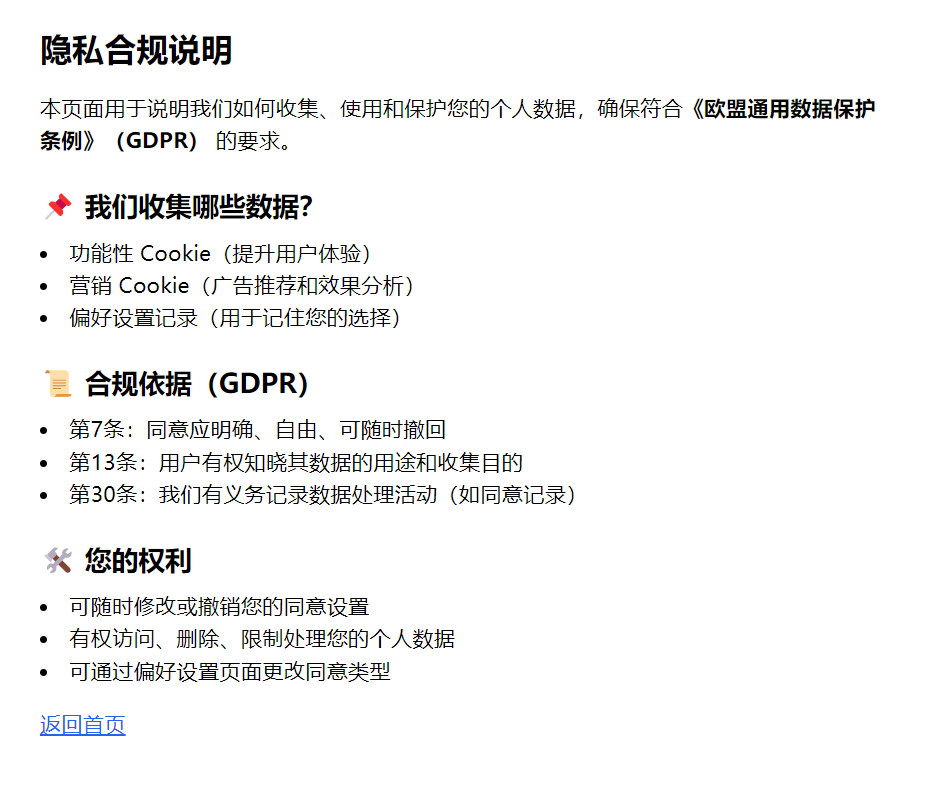 隐私合规说明
本页面用于说明我们如何收集、使用和保护您的个人数据，确保符合《欧盟通用数据保护
条例》（GDPR） 的要求。
📌 我们收集哪些数据？
• 功能性 Cookie（提升用户体验）
• 营销 Cookie（广告推荐和效果分析）
• 偏好设置记录（用于记住您的选择）
📜 合规依据（GDPR）
• 第7条：同意应明确、自由、可随时撤回
• 第13条：用户有权知晓其数据的用途和收集目的
• 第30条：我们有义务记录数据处理活动（如同意记录）
🛠️ 您的权利
• 可随时修改或撤销您的同意设置
• 有权访问、删除、限制处理您的个人数据
• 可通过偏好设置页面更改同意类型
返回首页